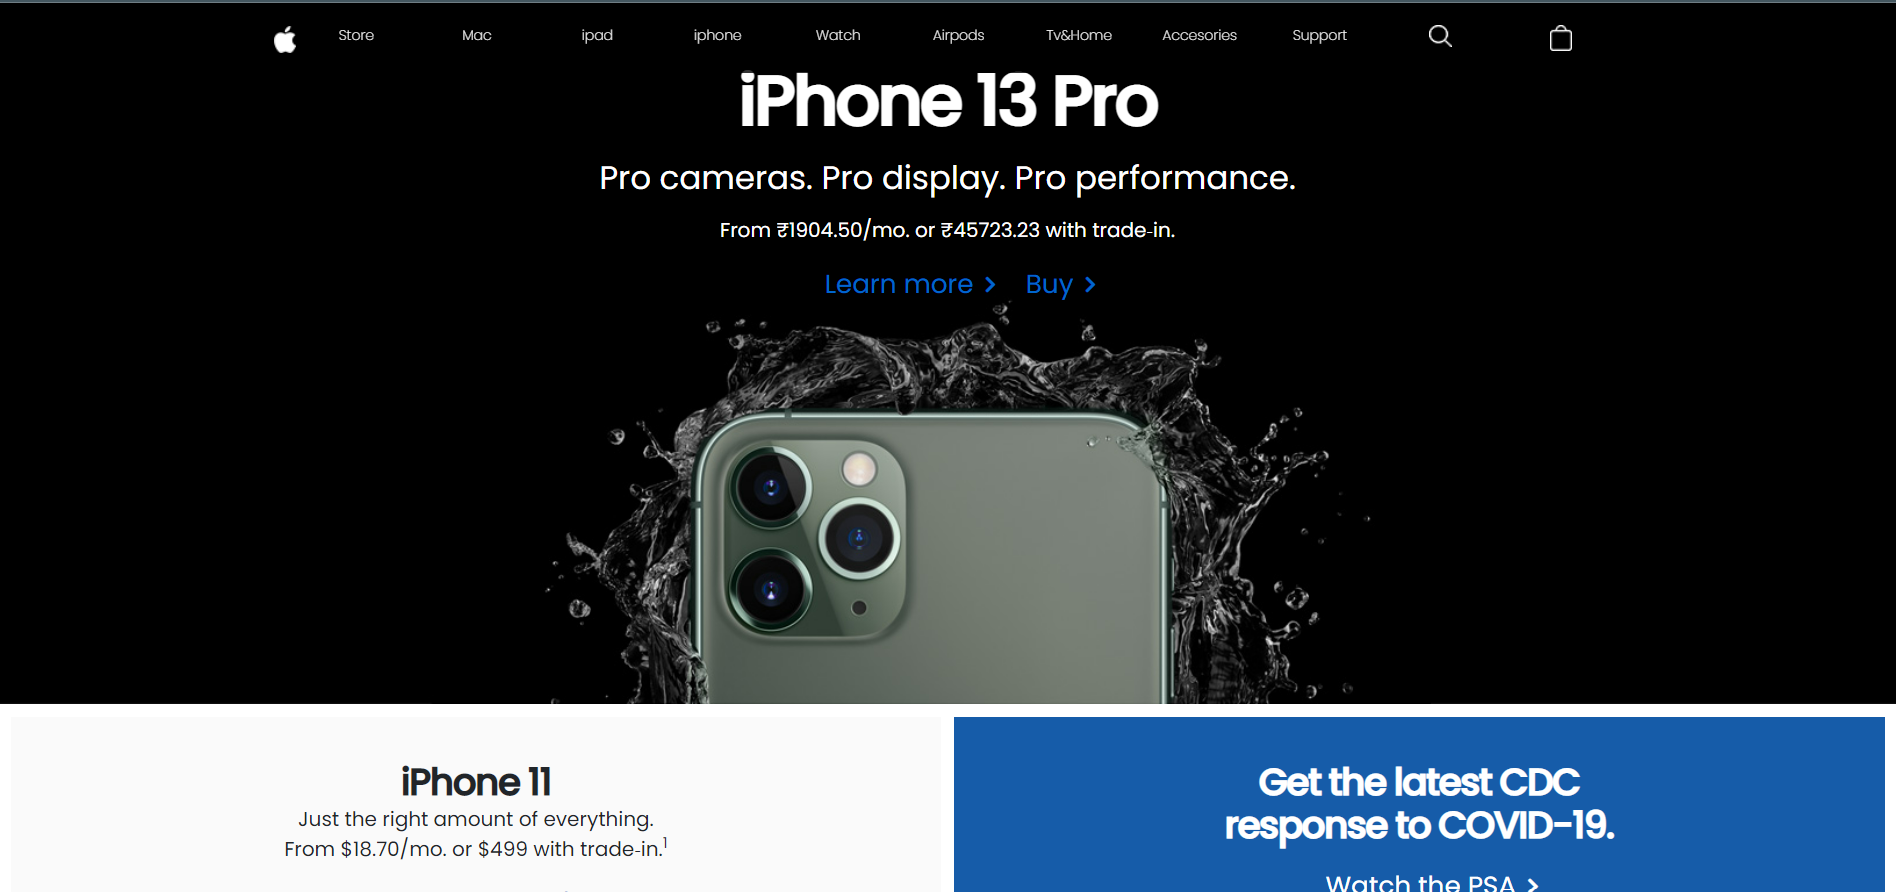 Store Mac ipad iphone Watch Airpods Tv&Home Accesories Support
iPhone 13 Pro
Pro cameras. Pro display. Pro performance.
From ₹1904.50/mo. or ₹45723.23 with trade-in.
Learn more > Buy >
iPhone 11
Just the right amount of everything.
From $18.70/mo. or $499 with trade-in.¹
Get the latest CDC
response to COVID-19.
Watch the PSA >